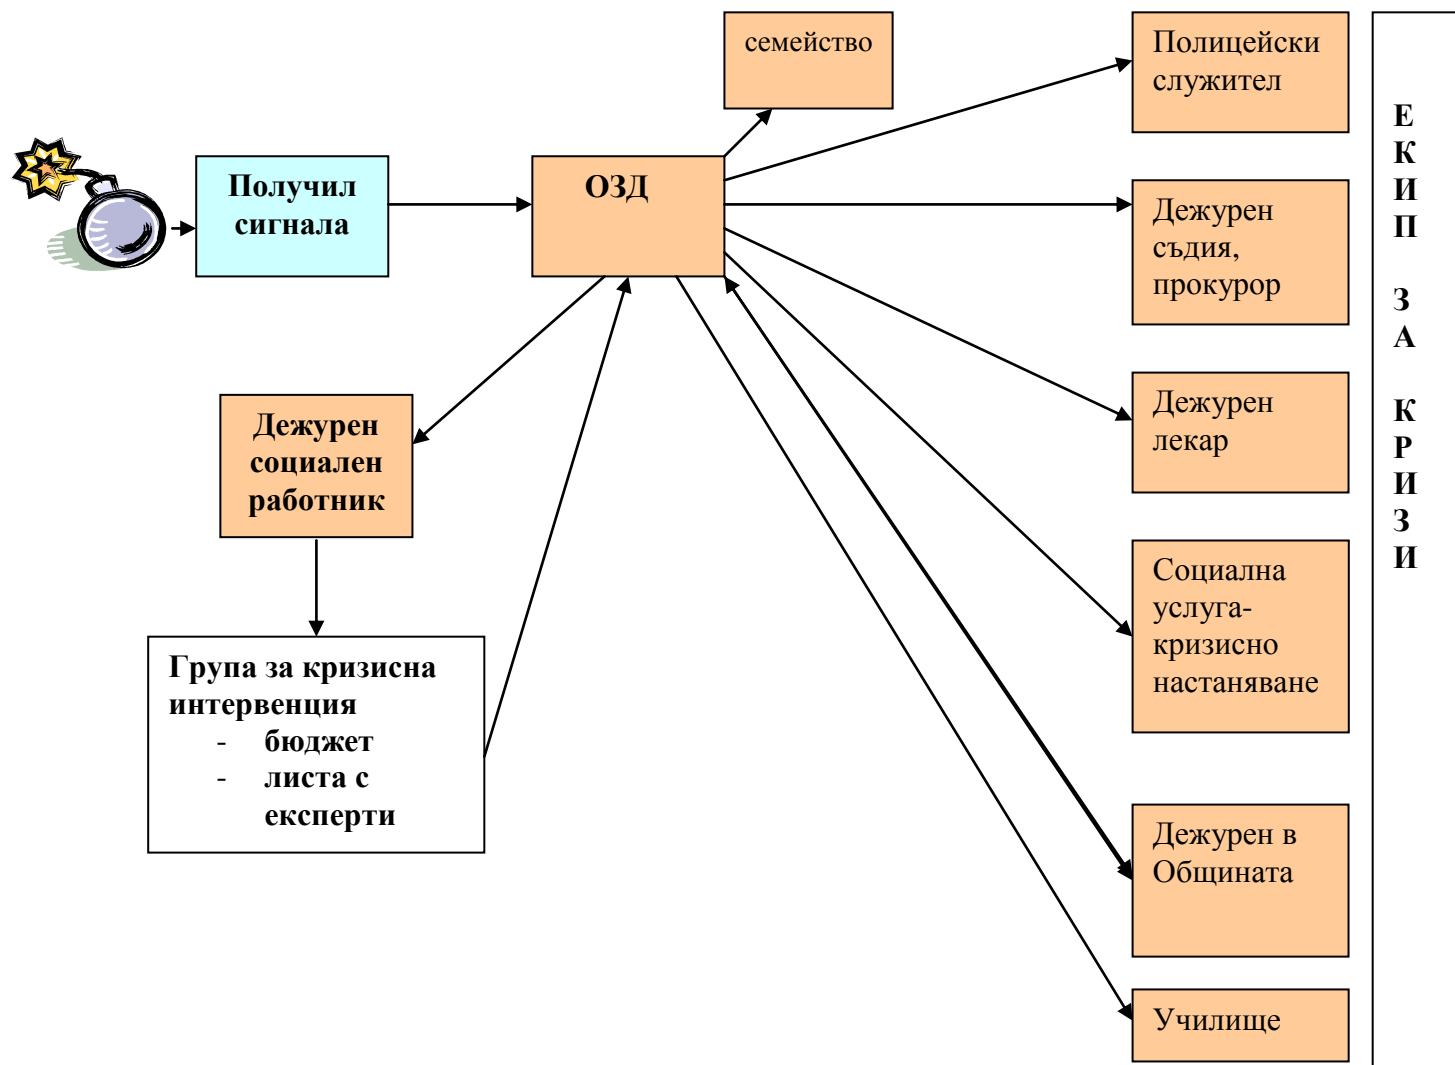 семейство
Полицейски
служител
Получил
сигнала
ОЗД
Дежурен
съдия,
прокурор
Дежурен
социален
работник
Дежурен
лекар
Група за кризисна
интервенция
- бюджет
- листа с
експерти
Социална
услуга-
кризисно
настаняване
Дежурен в
Общината
Училище
Е
К
И
П
З
А
К
Р
И
З
И